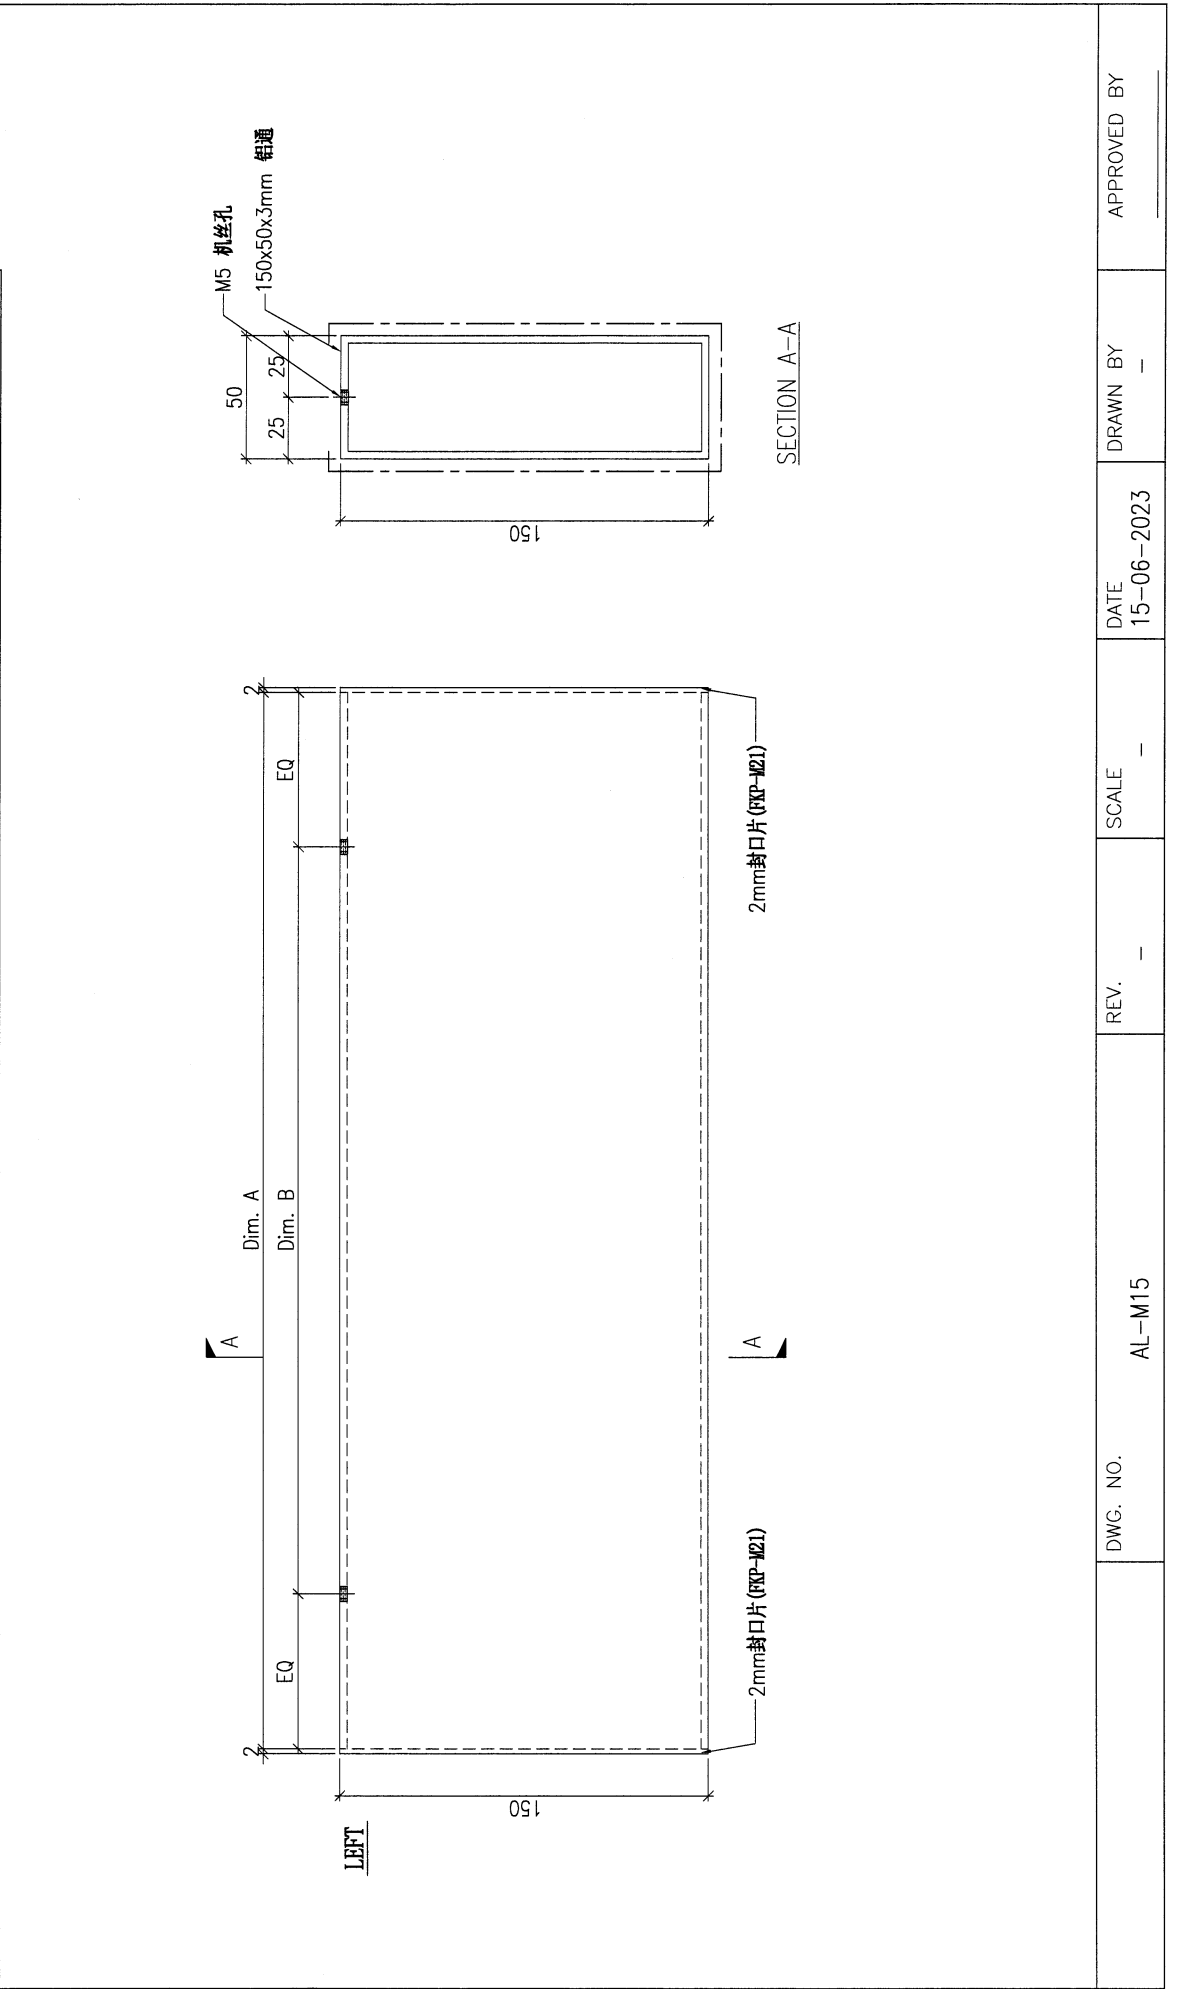 2
Dim. A
2
EQ
Dim. B
EQ
A
A
150
LEFT
2mm封口片(FKP-M21)
2mm封口片(FKP-M21)
M5 机丝孔
150x50x3mm 铝通
50
25
25
150
SECTION A-A
DWG. NO.
AL-M15
REV.
-
SCALE
-
DATE
15-06-2023
DRAWN BY
-
APPROVED BY